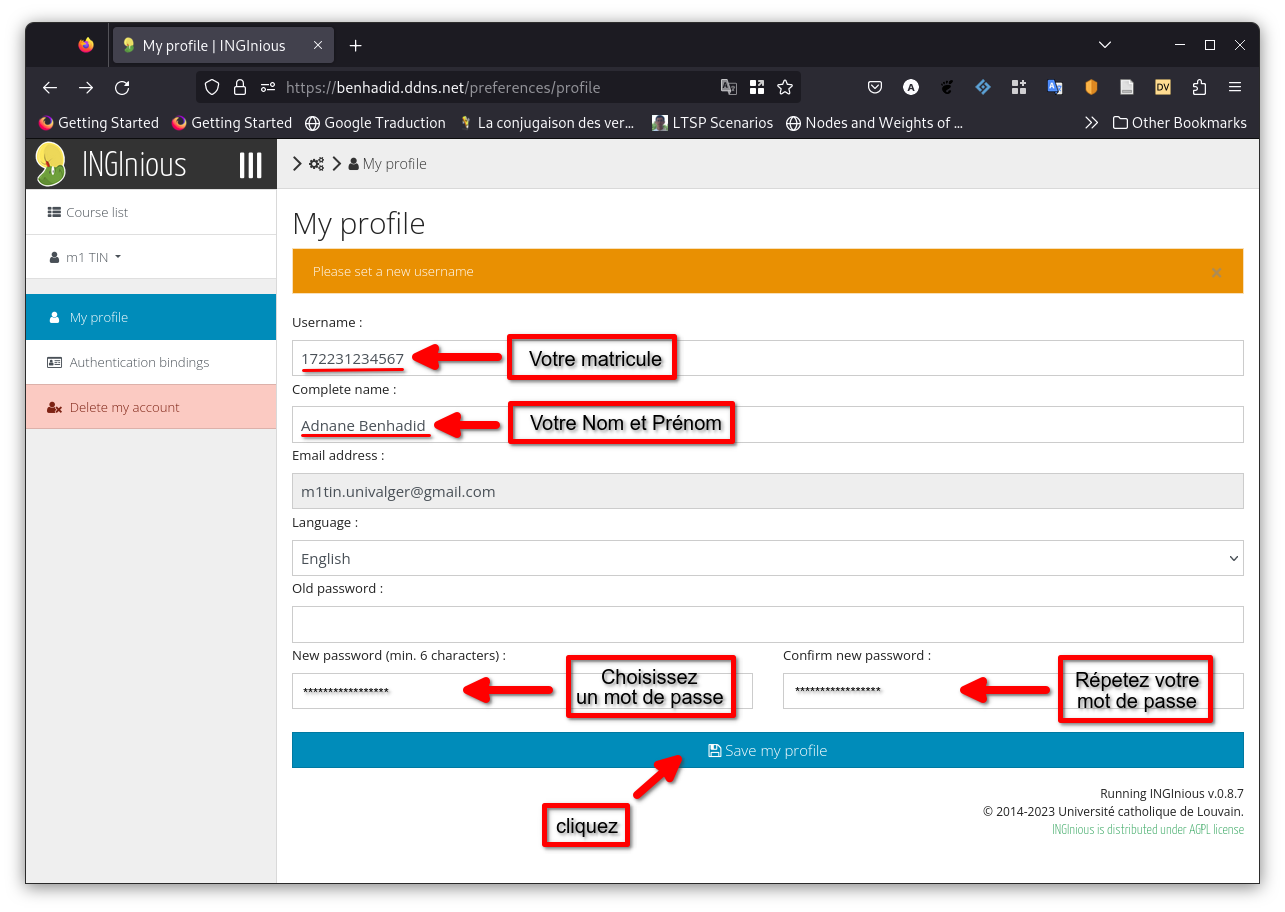 My profile | INGInious
https://benhadid.ddns.net/preferences/profile
A
DV
Getting Started
Getting Started
Google Traduction
La conjugaison des ver...
LTSP Scenarios
Nodes and Weights of ...
Other Bookmarks
INGInious
My profile
Course list
m1 TIN
My profile
Authentication bindings
Delete my account
My profile
Please set a new username
×
Username :
172231234567
Votre matricule
Complete name :
Adnane Benhadid
Votre Nom et Prénom
Email address :
m1tin.univalger@gmail.com
Language :
English
Old password :
New password (min. 6 characters) :
*****************
Choisissez
un mot de passe
Confirm new password :
*****************
Répetez votre
mot de passe
Save my profile
cliquez
Running INGInious v.0.8.7
© 2014-2023 Université catholique de Louvain.
INGInious is distributed under AGPL license